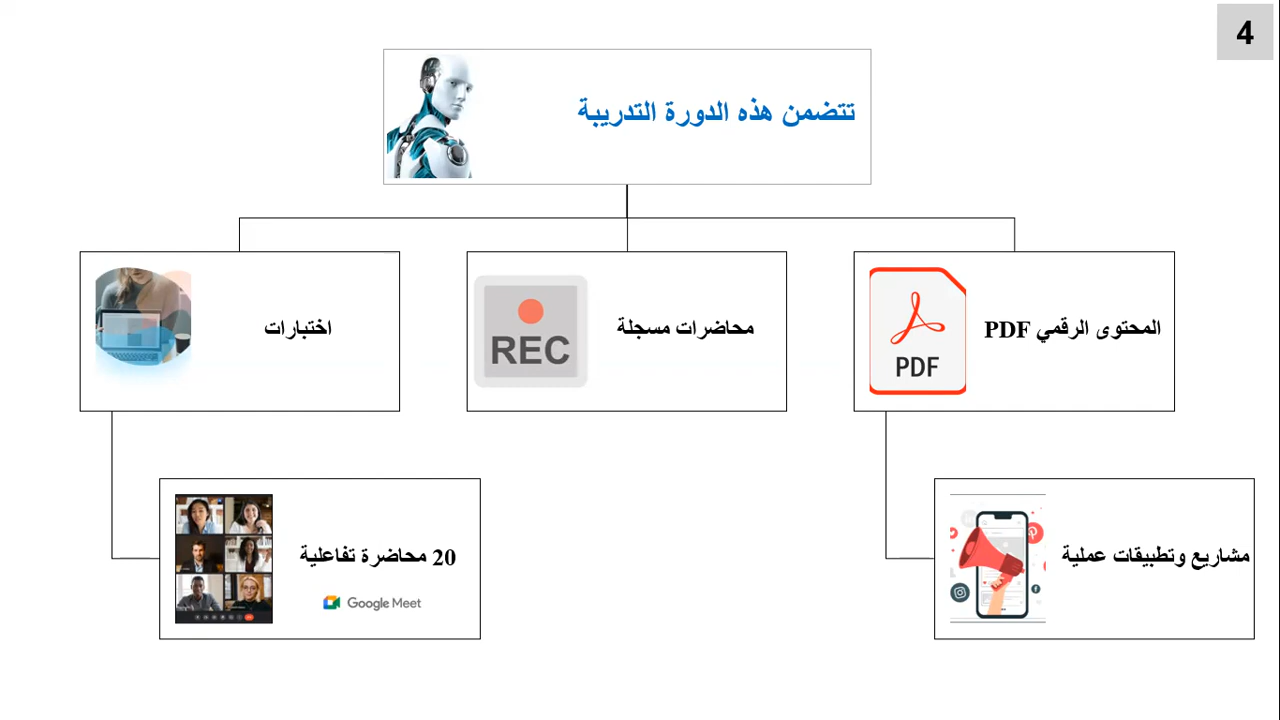 4
تتضمن هذه الدورة التدريبة
المحتوى الرقمي PDF
PDF
محاضرات مسجلة
REC
اختبارات
مشاريع وتطبيقات عملية
20 محاضرة تفاعلية
Google Meet